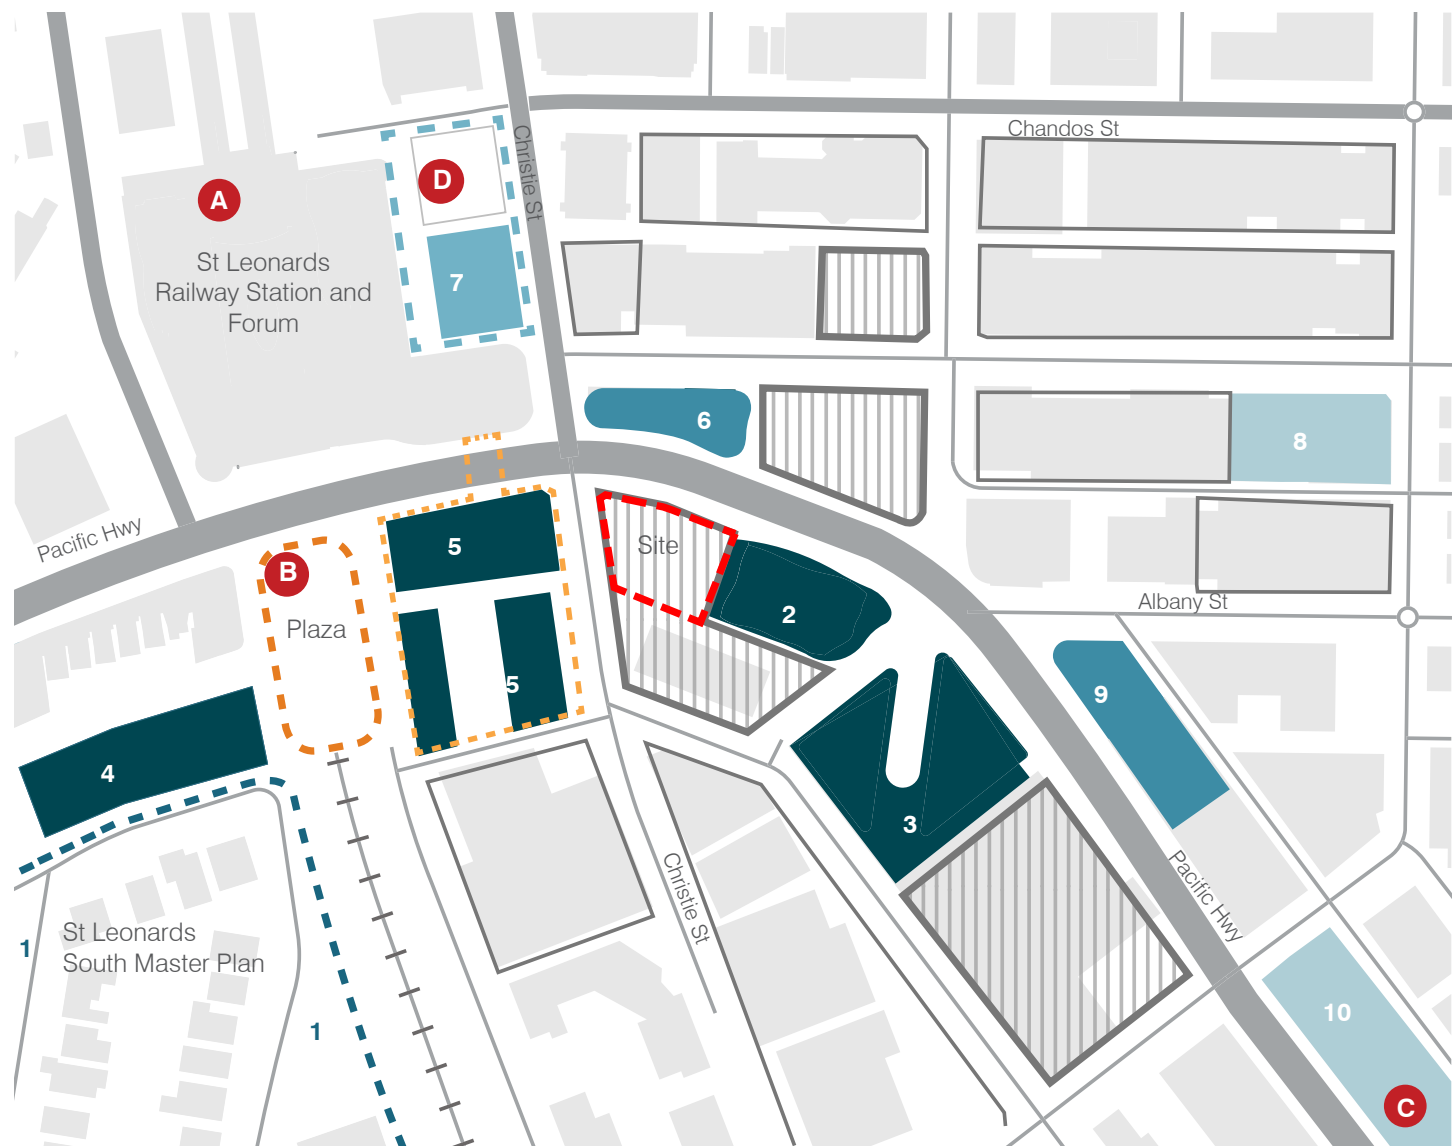 Chandos St
Christie St
D
A
St Leonards
Railway Station and
Forum
7
6
8
Pacific Hwy
5
Site
B
Plaza
2
Albany St
5
9
4
3
Christie St
Pacific Hwy
1
St Leonards
South Master Plan
1
10
C